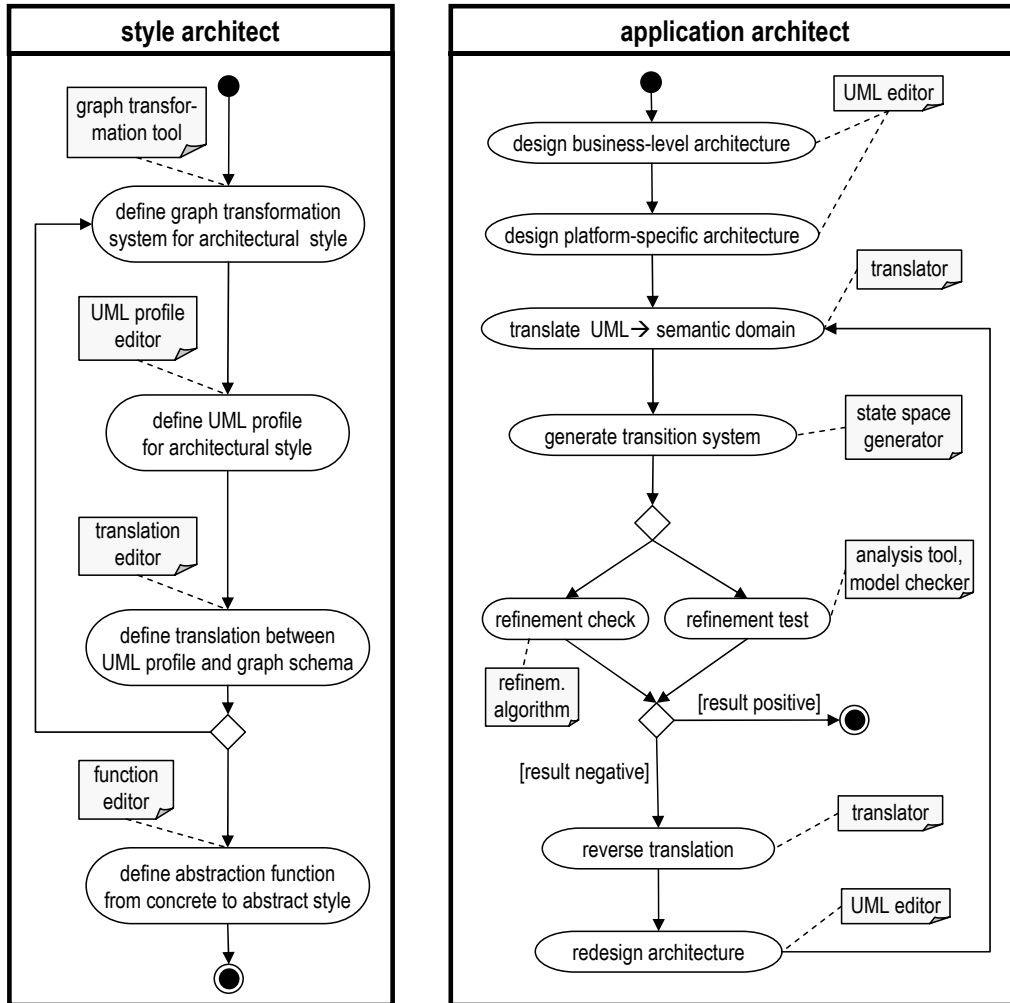 style architect
graph transfor-
mation tool
define graph transformation
system for architectural style
UML profile
editor
define UML profile
for architectural style
translation
editor
define translation between
UML profile and graph schema
function
editor
define abstraction function
from concrete to abstract style
application architect
UML editor
design business-level architecture
design platform-specific architecture
translator
translate UML→ semantic domain
generate transition system
state space
generator
analysis tool,
model checker
refinement check
refinement test
refinem.
algorithm
[result positive]
[result negative]
translator
reverse translation
UML editor
redesign architecture